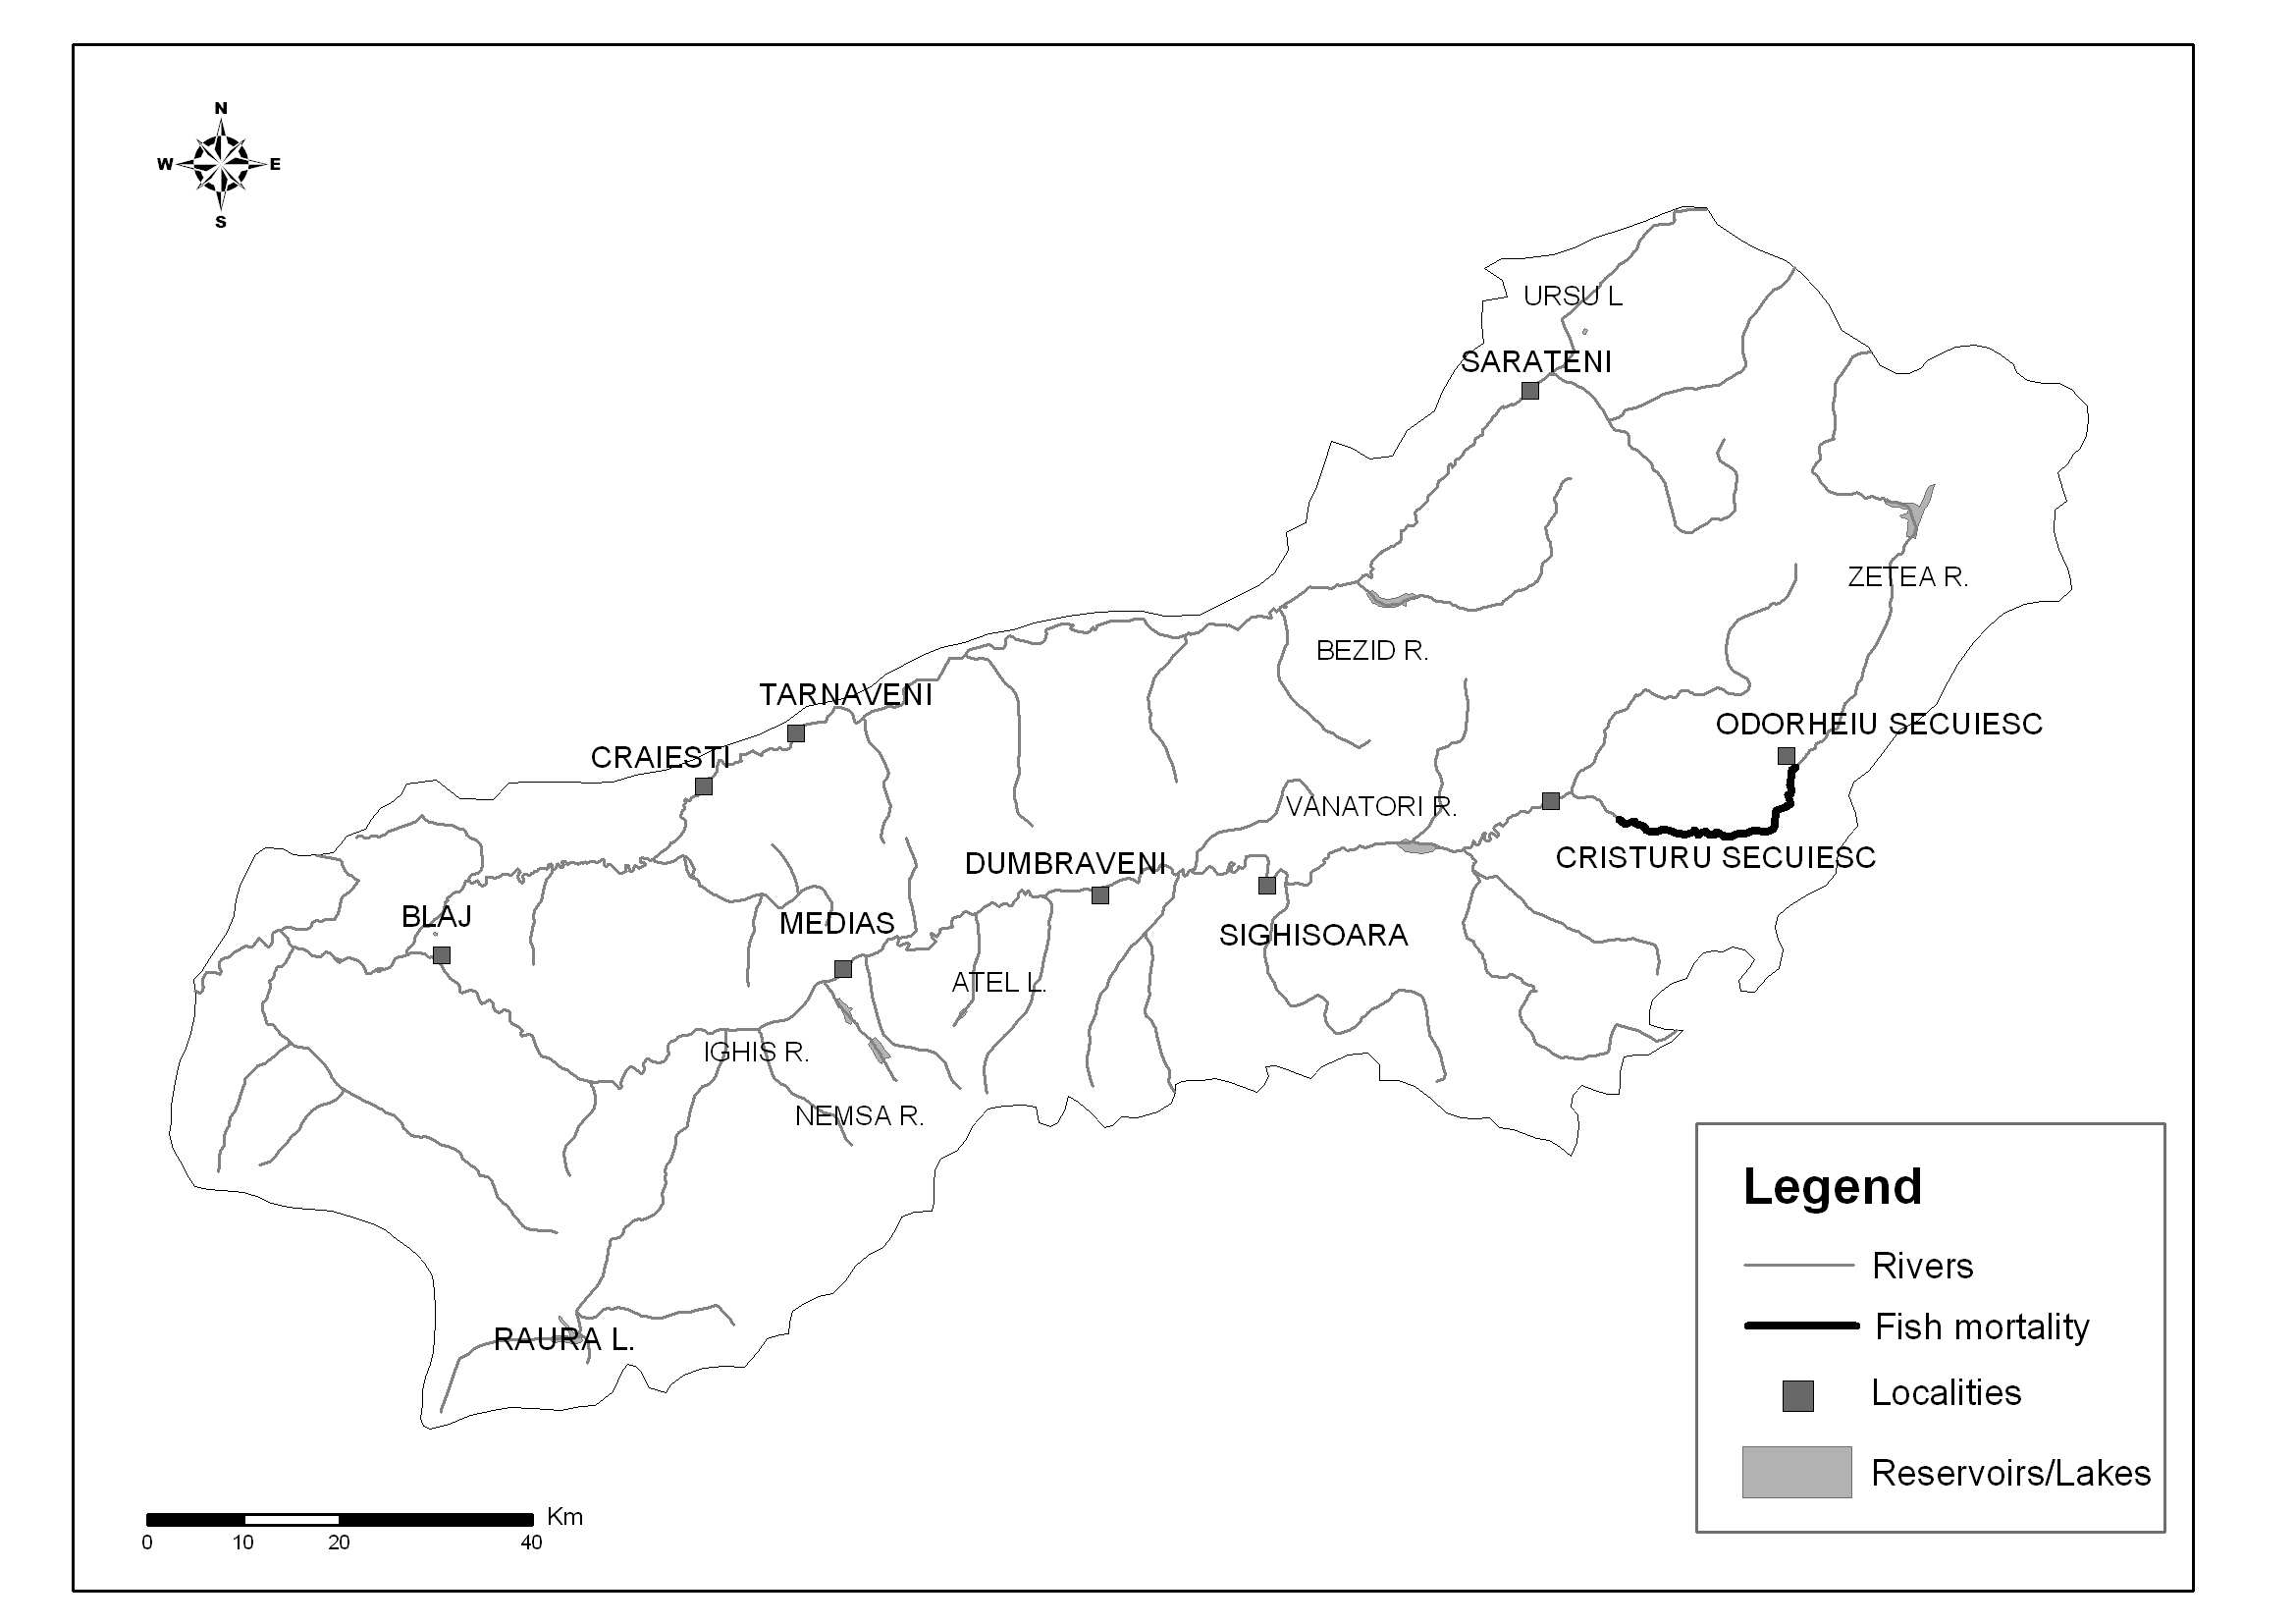 N
W E
S
URSU L
SARATENI
ZETEA R.
BEZID R.
TARNAVENI
ODORHEIU SECUIESC
CRAIESTI
VANATORI R.
DUMBRAVENI
CRISTURU SECUIESC
BLAJ
MEDIAS
SIGHISOARA
ATEL L.
IGHIS R.
NEMSA R.
RAURA L.
Legend
Rivers
Fish mortality
Localities
Reservoirs/Lakes
Km
0 10 20 40